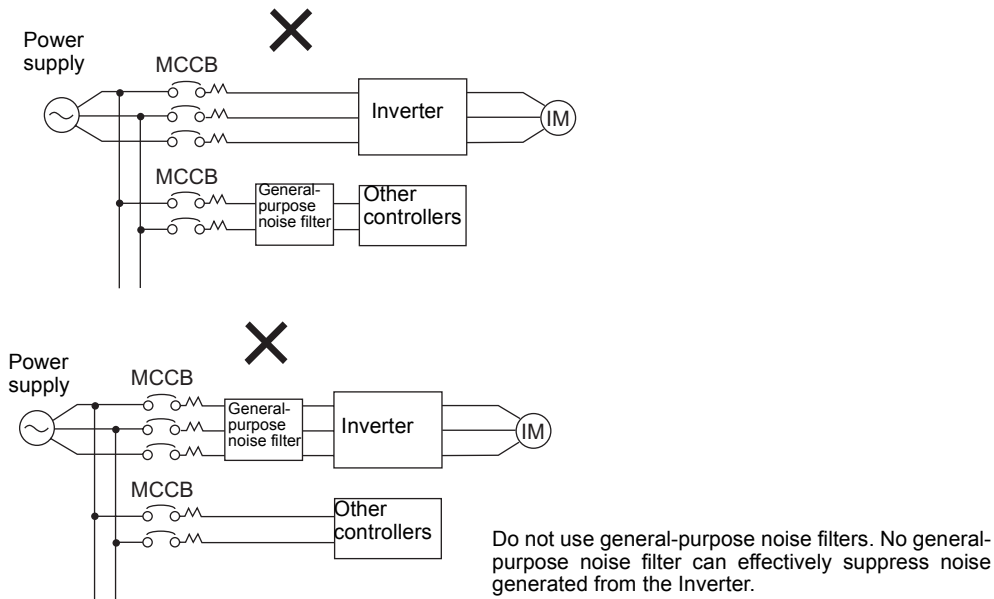 Power
supply
MCCB
Inverter
IM
MCCB
General-
purpose
noise filter
Other
controllers
Power
supply
MCCB
General-
purpose
noise filter
Inverter
IM
MCCB
Other
controllers
Do not use general-purpose noise filters. No general-
purpose noise filter can effectively suppress noise
generated from the Inverter.